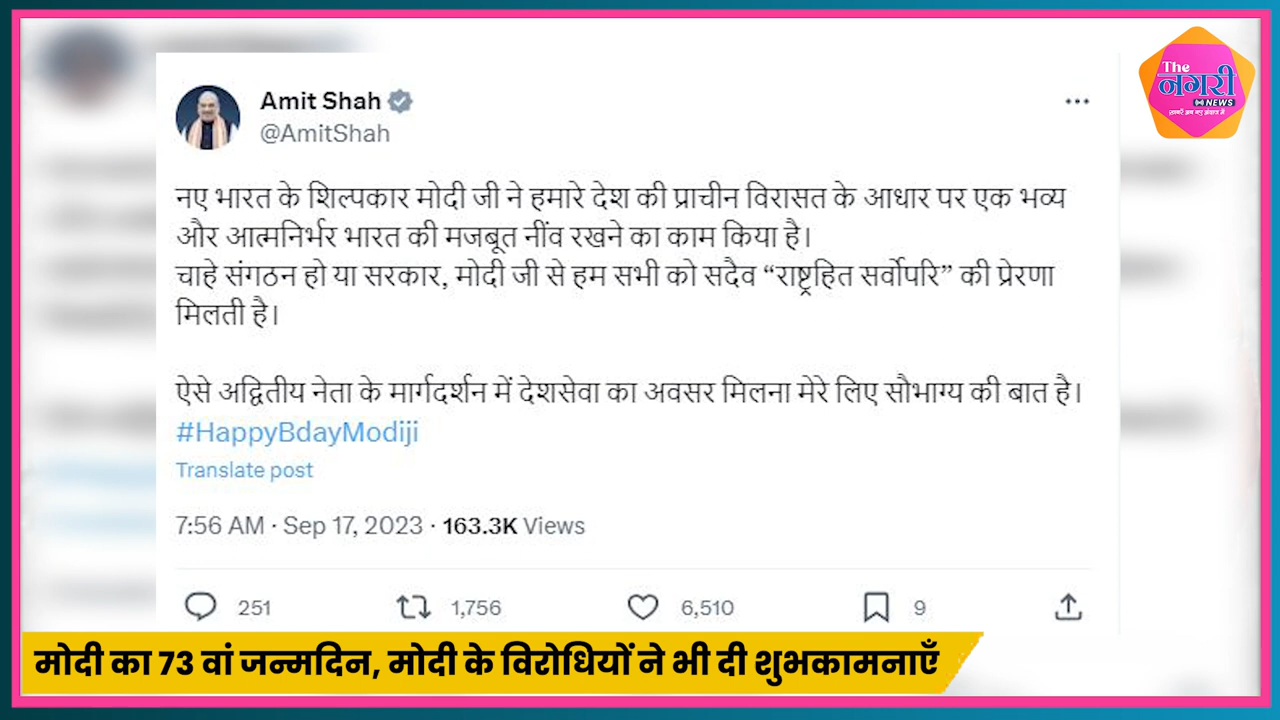 The
नगरी
NEWS
Amit Shah
@AmitShah
नए भारत के शिल्पकार मोदी जी ने हमारे देश की प्राचीन विरासत के आधार पर एक भव्य
और आत्मनिर्भर भारत की मजबूत नींव रखने का काम किया है।
चाहे संगठन हो या सरकार, मोदी जी से हम सभी को सदैव “राष्ट्रहित सर्वोपरि” की प्रेरणा
मिलती है।
ऐसे अद्वितीय नेता के मार्गदर्शन में देशसेवा का अवसर मिलना मेरे लिए सौभाग्य की बात है।
#HappyBdayModiji
Translate post
7:56 AM · Sep 17, 2023 · 163.3K Views
251 1,756 6,510 9
मोदी का 73 वां जन्मदिन, मोदी के विरोधियों ने भी दी शुभकामनाएँ